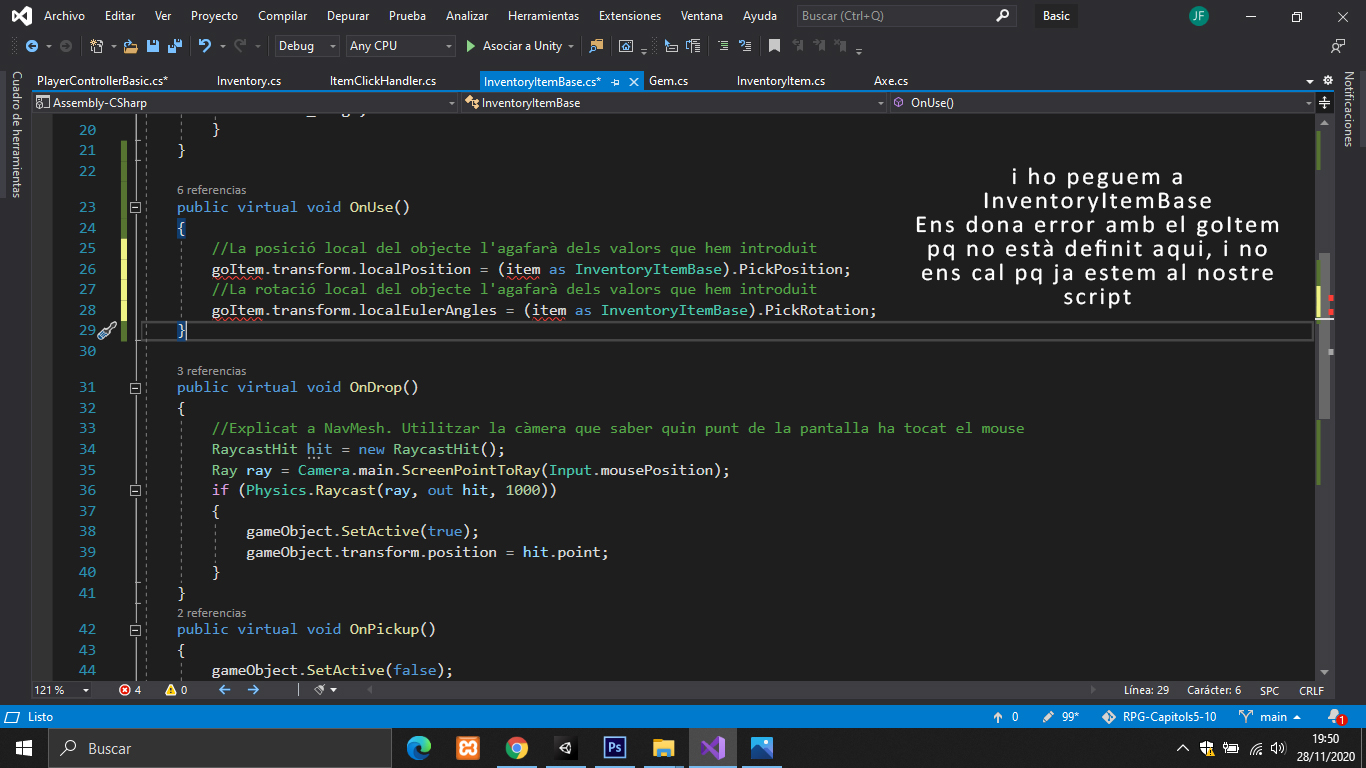 Archivo Editar Ver Proyecto Compilar Depurar Prueba Analizar Herramientas Extensiones Ventana Ayuda Buscar (Ctrl+Q) Basic JF
Debug Any CPU Asociar a Unity
PlayerControllerBasic.cs* Inventory.cs ItemClickHandler.cs InventoryItemBase.cs* Gem.cs InventoryItem.cs Axe.cs
Assembly-CSharp InventoryItemBase OnUse()
Cuadro de herramientas
Notificaciones
20 }
21 }
22
6 referencias
23 public virtual void OnUse()
24 {
25 //La posició local del objecte l'agafarà dels valors que hem introduit
26 goItem.transform.localPosition = (item as InventoryItemBase).PickPosition;
27 //La rotació local del objecte l'agafarà dels valors que hem introduit
28 goItem.transform.localEulerAngles = (item as InventoryItemBase).PickRotation;
29 }
30
3 referencias
31 public virtual void OnDrop()
32 {
33 //Explicat a NavMesh. Utilitzar la càmera que saber quin punt de la pantalla ha tocat el mouse
34 RaycastHit hit = new RaycastHit();
35 Ray ray = Camera.main.ScreenPointToRay(Input.mousePosition);
36 if (Physics.Raycast(ray, out hit, 1000))
37 {
38 gameObject.SetActive(true);
39 gameObject.transform.position = hit.point;
40 }
41 }
2 referencias
42 public virtual void OnPickup()
43 {
44 gameObject.SetActive(false);
i ho peguem a
InventoryItemBase
Ens dona error amb el goItem
pq no està definit aqui, i no
ens cal pq ja estem al nostre
script
121 % 4 0 Línea: 29 Carácter: 6 SPC CRLF
Listo 0 99* RPG-Capitols5-10 main 1
Buscar Ps 19:50
28/11/2020